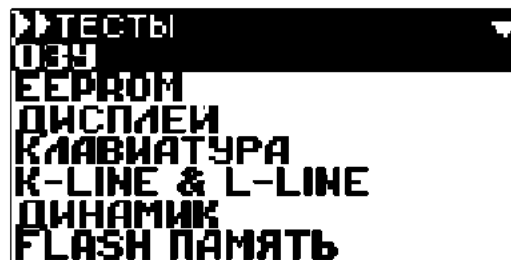 ТЕСТЫ
ОЗУ
EEPROM
ДИСПЛЕЙ
КЛАВИАТУРА
K-LINE & L-LINE
ДИНАМИК
FLASH ПАМЯТЬ